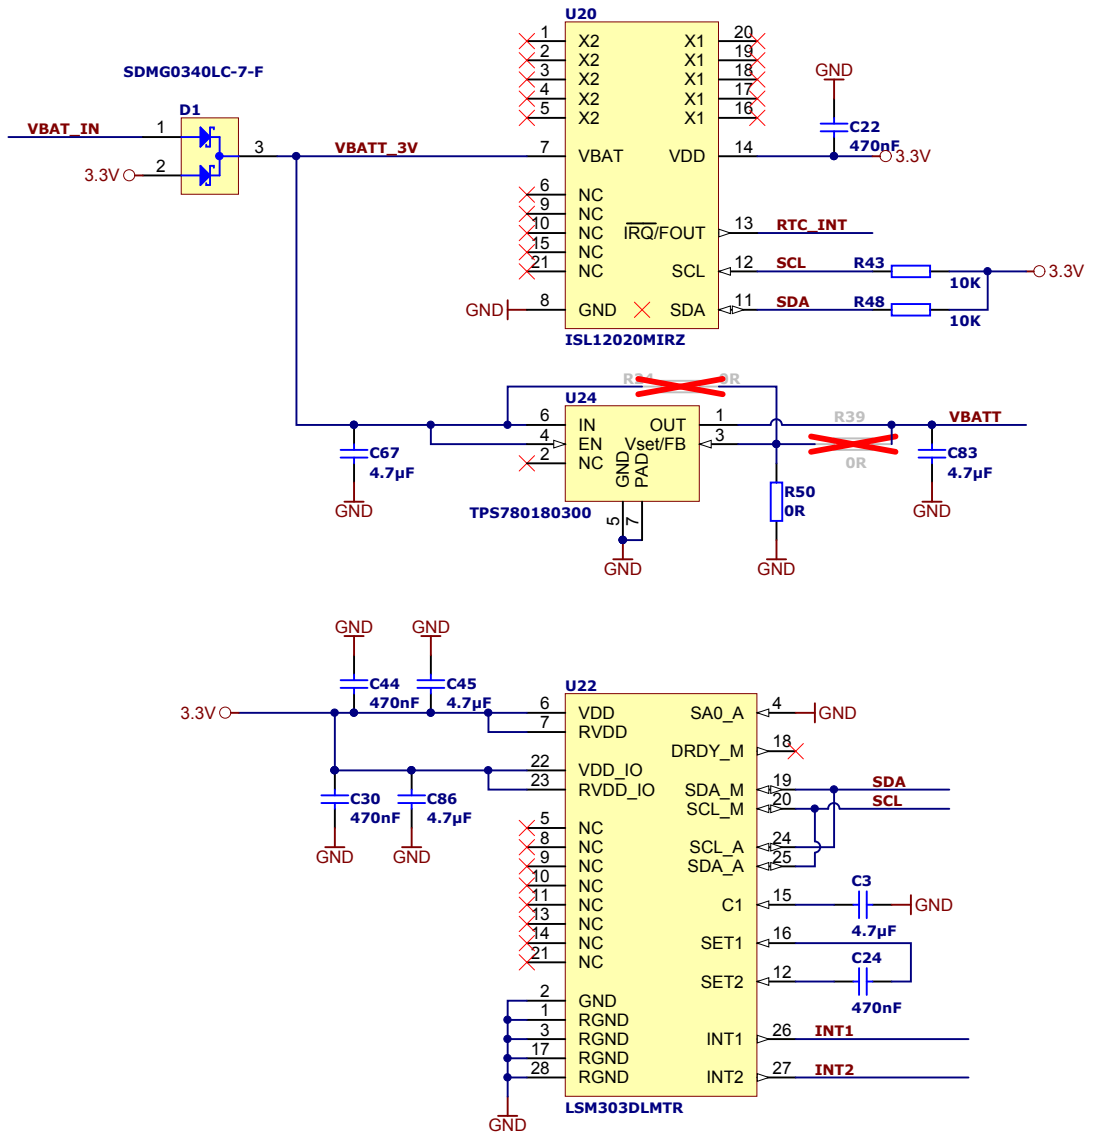 U20
1 X2 X1 20
2 X2 X1 19
3 X2 X1 18
4 X2 X1 17
5 X2 X1 16
SDMG0340LC-7-F
D1
VBAT_IN 1
3.3V 2
3 VBATT_3V 7 VBAT VDD 14 3.3V
GND
C22
470nF
6 NC
9 NC
10 NC IRQ/FOUT 13 RTC_INT
15 NC
21 NC SCL 12 SCL R43 10K 3.3V
GND 8 GND SDA 11 SDA R48 10K
ISL12020MIRZ
R34 0R
U24
6 IN OUT 1 R39 VBATT
4 EN Vset/FB 3 0R
2 NC
GND PAD
5 7
C67
4.7µF
GND
TPS780180300
GND
R50
0R
GND
C83
4.7µF
GND
GND GND
C44
470nF
C45
4.7µF
U22
3.3V 6 VDD SA0_A 4 GND
7 RVDD
DRDY_M 18
22 VDD_IO
23 RVDD_IO SDA_M 19 SDA
SCL_M 20 SCL
C30
470nF
GND
C86
4.7µF
GND
5 NC
8 NC SCL_A 24
9 NC SDA_A 25
10 NC
11 NC C1 15 C3 4.7µF GND
13 NC
14 NC SET1 16
21 NC
SET2 12 C24 470nF
2 GND
1 RGND
3 RGND INT1 26 INT1
17 RGND
28 RGND INT2 27 INT2
GND
LSM303DLMTR